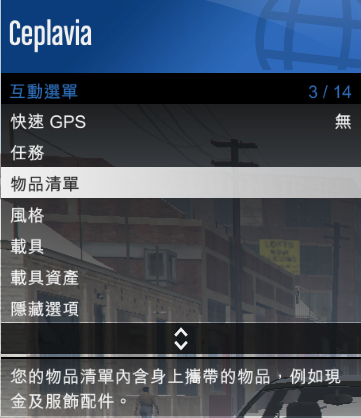 Ceplavia
互動選單 3 / 14
快速 GPS 無
任務
物品清單
風格
載具
載具資產
隱藏選項
您的物品清單內含身上攜帶的物品，例如現
金及服飾配件。